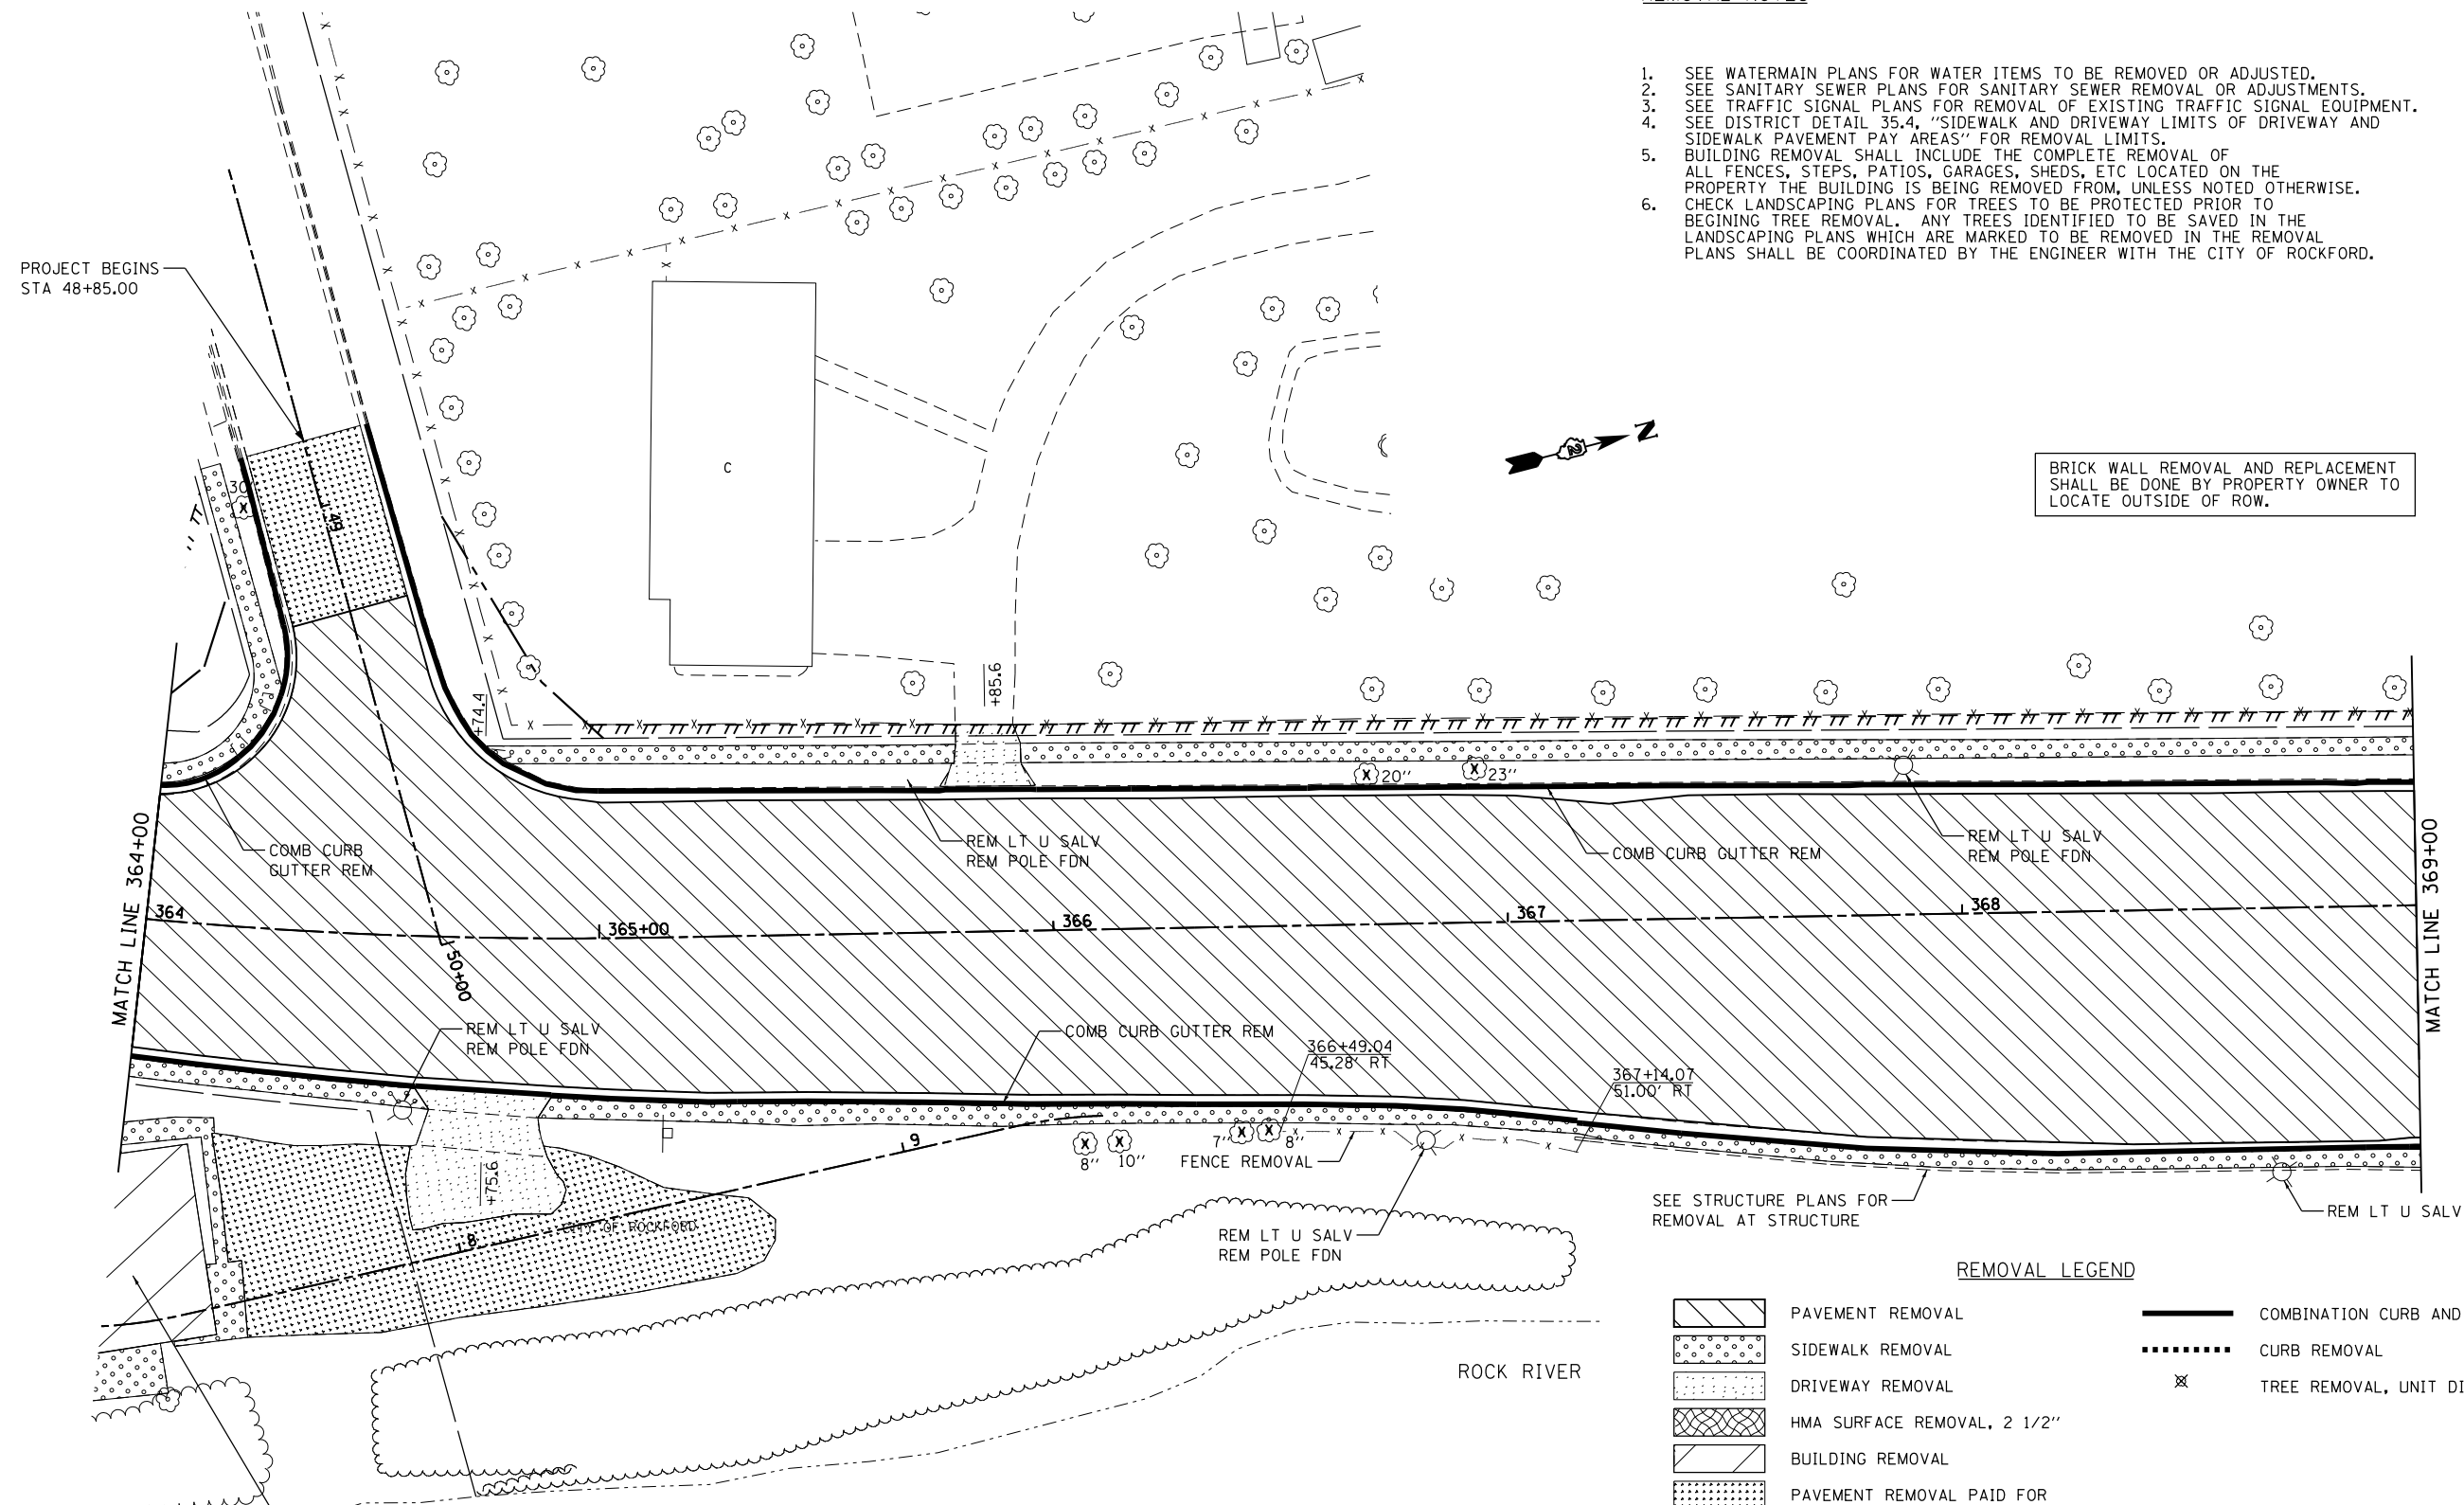 1. SEE WATERMAIN PLANS FOR WATER ITEMS TO BE REMOVED OR ADJUSTED.
2. SEE SANITARY SEWER PLANS FOR SANITARY SEWER REMOVAL OR ADJUSTMENTS.
3. SEE TRAFFIC SIGNAL PLANS FOR REMOVAL OF EXISTING TRAFFIC SIGNAL EQUIPMENT.
4. SEE DISTRICT DETAIL 35.4, "SIDEWALK AND DRIVEWAY LIMITS OF DRIVEWAY AND
SIDEWALK PAVEMENT PAY AREAS" FOR REMOVAL LIMITS.
5. BUILDING REMOVAL SHALL INCLUDE THE COMPLETE REMOVAL OF
ALL FENCES, STEPS, PATIOS, GARAGES, SHEDS, ETC LOCATED ON THE
PROPERTY THE BUILDING IS BEING REMOVED FROM, UNLESS NOTED OTHERWISE.
6. CHECK LANDSCAPING PLANS FOR TREES TO BE PROTECTED PRIOR TO
BEGINING TREE REMOVAL. ANY TREES IDENTIFIED TO BE SAVED IN THE
LANDSCAPING PLANS WHICH ARE MARKED TO BE REMOVED IN THE REMOVAL
PLANS SHALL BE COORDINATED BY THE ENGINEER WITH THE CITY OF ROCKFORD.
PROJECT BEGINS
STA 48+85.00
C
N
BRICK WALL REMOVAL AND REPLACEMENT
SHALL BE DONE BY PROPERTY OWNER TO
LOCATE OUTSIDE OF ROW.
30"
49
+74.4
+85.6
20"
23"
COMB CURB
GUTTER REM
REM LT U SALV
REM POLE FDN
COMB CURB GUTTER REM
REM LT U SALV
REM POLE FDN
MATCH LINE 364+00
MATCH LINE 369+00
364
365+00
366
367
368
50+00
REM LT U SALV
REM POLE FDN
COMB CURB GUTTER REM
366+49.04
45.28' RT
367+14.07
51.00' RT
9
8"
10"
7"
8"
FENCE REMOVAL
+75.6
CITY OF ROCKFORD
8
REM LT U SALV
REM POLE FDN
SEE STRUCTURE PLANS FOR
REMOVAL AT STRUCTURE
REM LT U SALV
ROCK RIVER
REMOVAL LEGEND
PAVEMENT REMOVAL
COMBINATION CURB AND
SIDEWALK REMOVAL
CURB REMOVAL
DRIVEWAY REMOVAL
TREE REMOVAL, UNIT DI
HMA SURFACE REMOVAL, 2 1/2"
BUILDING REMOVAL
PAVEMENT REMOVAL PAID FOR